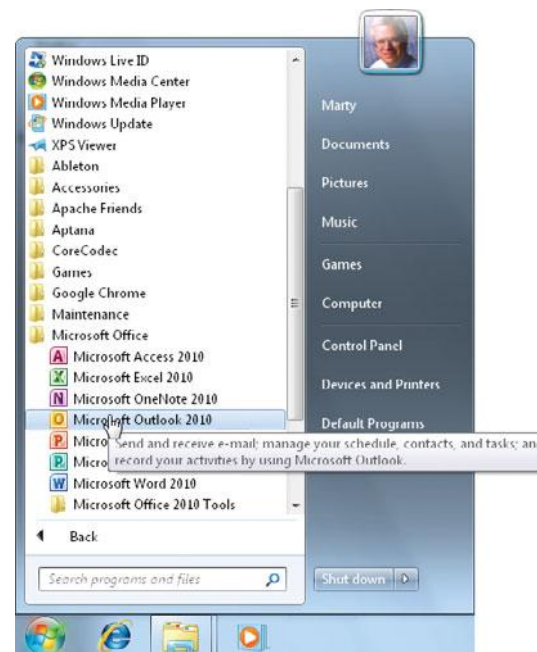 Windows Live ID
Windows Media Center
Windows Media Player
Windows Update
XPS Viewer
Ableton
Accessories
Apache Friends
Aptana
CoreCodec
Games
Google Chrome
Maintenance
Microsoft Office
Microsoft Access 2010
Microsoft Excel 2010
Microsoft OneNote 2010
Microsoft Outlook 2010
Micro
Micro
Microsoft Word 2010
Microsoft Office 2010 Tools
Back
Search programs and files
Marty
Documents
Pictures
Music
Games
Computer
Control Panel
Devices and Printers
Default Programs
Send and receive e-mail; manage your schedule, contacts, and tasks; an
record your activities by using Microsoft Outlook.
Shut down